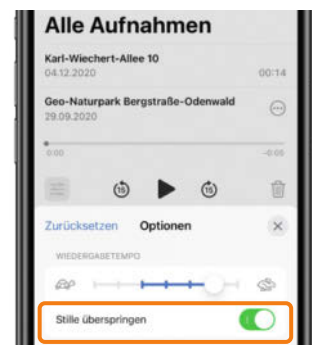 Alle Aufnahmen
Karl-Wiechert-Allee 10
04.12.2020 00:14
Geo-Naturpark Bergstraße-Odenwald
29.09.2020
0:00 -0:05
15 15
Zurücksetzen Optionen
WIEDERGABETEMPO
Stille überspringen